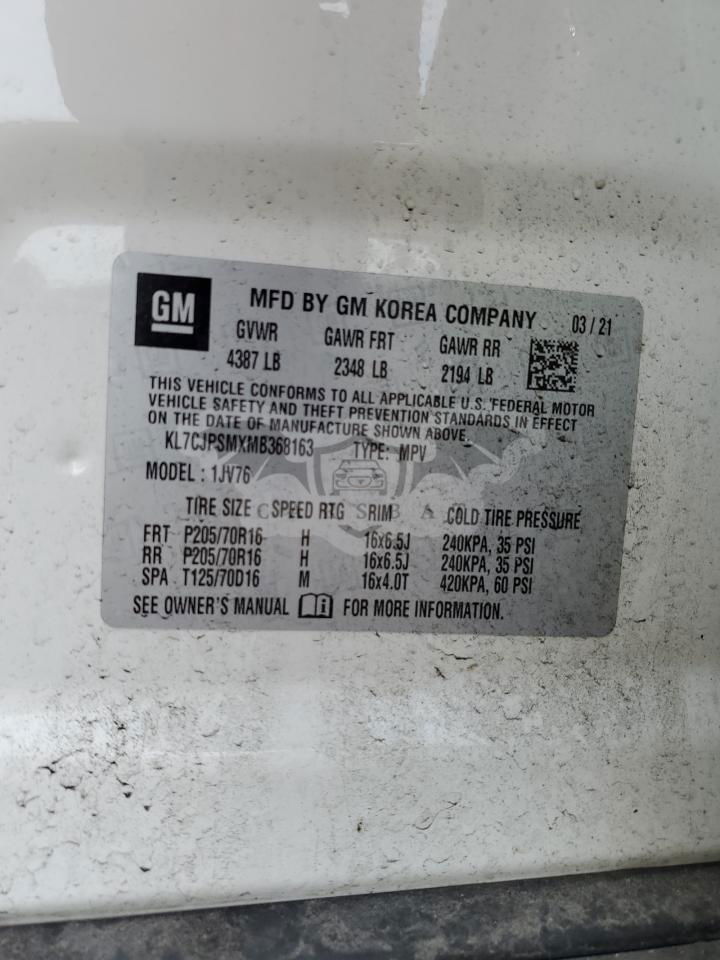 GM MFD BY GM KOREA COMPANY 03/21
GVWR GAWR FRT GAWR RR
4387 LB 2348 LB 2194 LB
THIS VEHICLE CONFORMS TO ALL APPLICABLE U.S. FEDERAL MOTOR
VEHICLE SAFETY AND THEFT PREVENTION STANDARDS IN EFFECT
ON THE DATE OF MANUFACTURE SHOWN ABOVE.
KL7CJPSMXMB368163 TYPE: MPV
MODEL : 1JV76
TIRE SIZE SPEED RTG RIM COLD TIRE PRESSURE
FRT P205/70R16 H 16x6.5J 240KPA, 35 PSI
RR P205/70R16 H 16x6.5J 240KPA, 35 PSI
SPA T125/70D16 M 16x4.0T 420KPA, 60 PSI
SEE OWNER'S MANUAL FOR MORE INFORMATION.